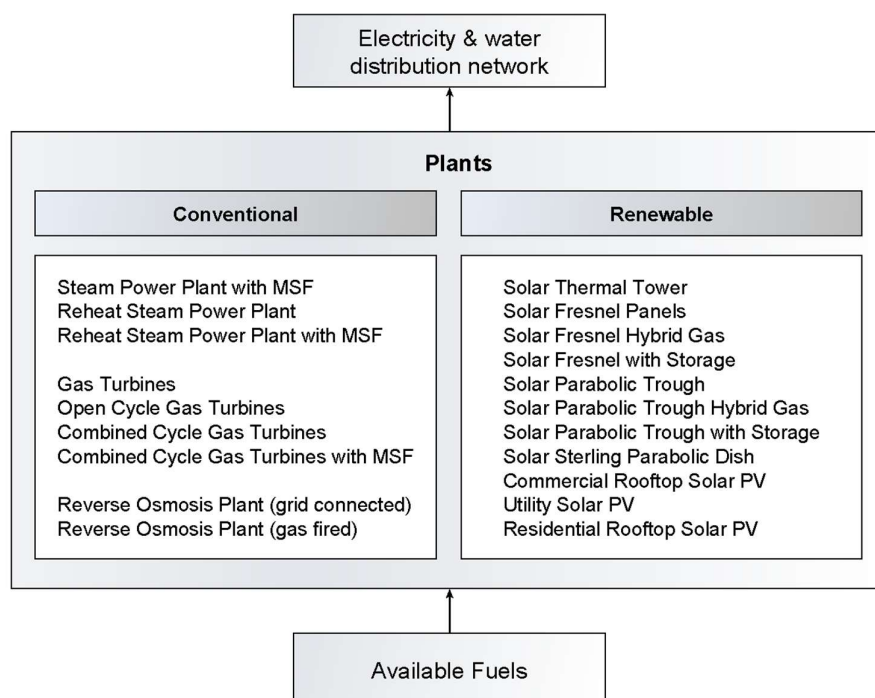 Electricity & water
distribution network
Plants
Conventional
Steam Power Plant with MSF
Reheat Steam Power Plant
Reheat Steam Power Plant with MSF
Gas Turbines
Open Cycle Gas Turbines
Combined Cycle Gas Turbines
Combined Cycle Gas Turbines with MSF
Reverse Osmosis Plant (grid connected)
Reverse Osmosis Plant (gas fired)
Renewable
Solar Thermal Tower
Solar Fresnel Panels
Solar Fresnel Hybrid Gas
Solar Fresnel with Storage
Solar Parabolic Trough
Solar Parabolic Trough Hybrid Gas
Solar Parabolic Trough with Storage
Solar Sterling Parabolic Dish
Commercial Rooftop Solar PV
Utility Solar PV
Residential Rooftop Solar PV
Available Fuels